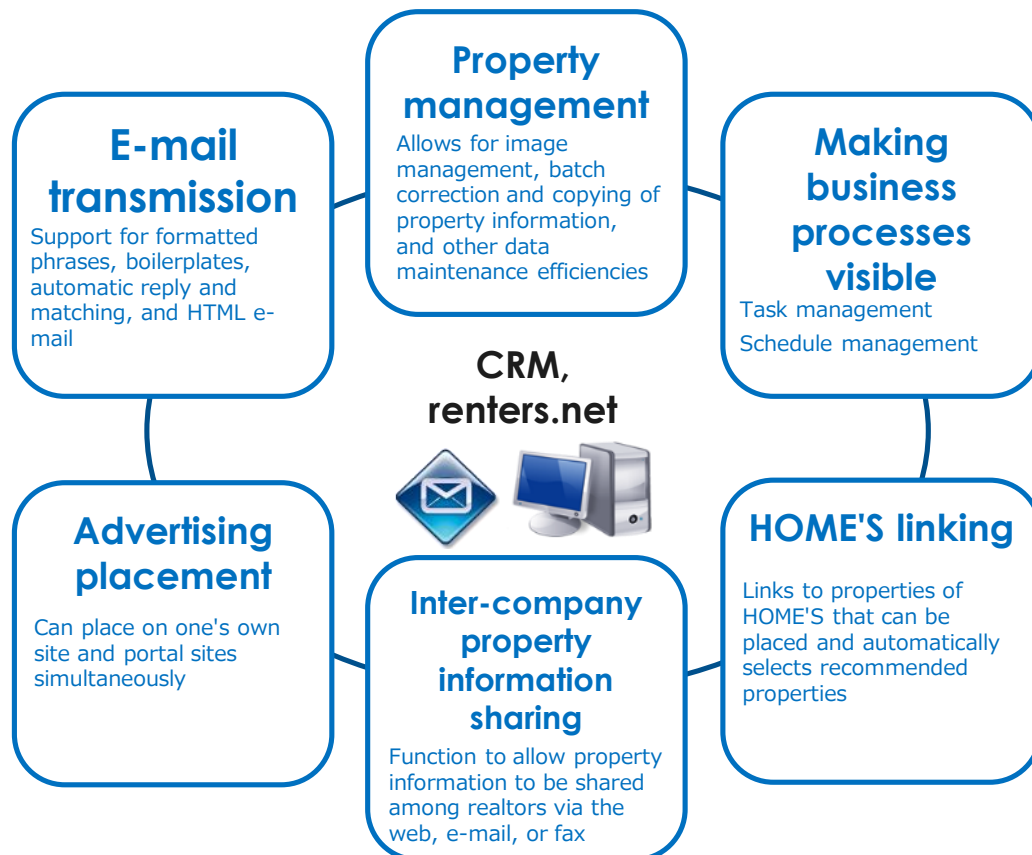 Property
management
Allows for image
management, batch
correction and copying of
property information,
and other data
maintenance efficiencies
E-mail
transmission
Support for formatted
phrases, boilerplates,
automatic reply and
matching, and HTML e-
mail
Making
business
processes
visible
Task management
Schedule management
CRM,
renters.net
Advertising
placement
Can place on one's own
site and portal sites
simultaneously
Inter-company
property
information
sharing
Function to allow property
information to be shared
among realtors via the
web, e-mail, or fax
HOME'S linking
Links to properties of
HOME'S that can be
placed and automatically
selects recommended
properties